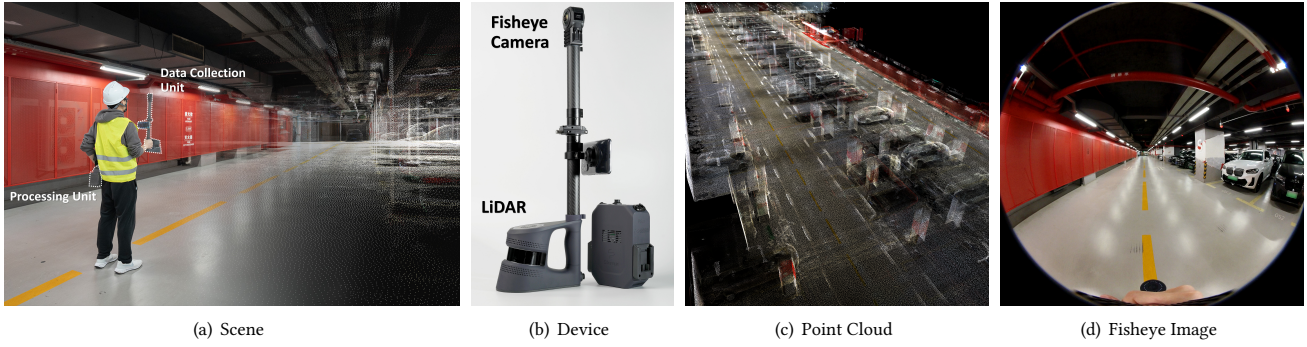 Data Collection
Unit
Processing Unit
Fisheye
Camera
LiDAR
(a) Scene
(b) Device
(c) Point Cloud
(d) Fisheye Image